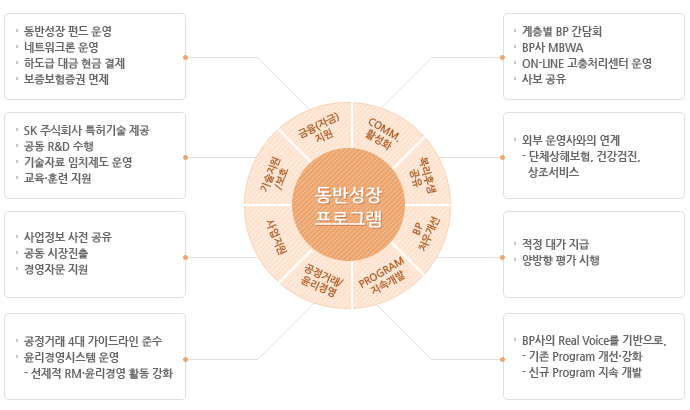 동반성장 펀드 운영
네트워크론 운영
하도급 대금 현금 결제
보증보험증권 면제
SK 주식회사 특허기술 제공
공동 R&D 수행
기술자료 임치제도 운영
교육·훈련 지원
사업정보 사전 공유
공동 시장진출
경영자문 지원
공정거래 4대 가이드라인 준수
윤리경영시스템 운영
- 선제적 RM·윤리경영 활동 강화
금융(자금)
지원
COMM.
활성화
기술지원
/보호
복리후생
공유
동반성장
프로그램
사업지원
BP
처우개선
공정거래/
윤리경영
PROGRAM
지속개발
계층별 BP 간담회
BP사 MBWA
ON-LINE 고충처리센터 운영
사보 공유
외부 운영사와의 연계
- 단체상해보험, 건강검진,
상조서비스
적정 대가 지급
양방향 평가 시행
BP사의 Real Voice를 기반으로,
- 기존 Program 개선·강화
- 신규 Program 지속 개발